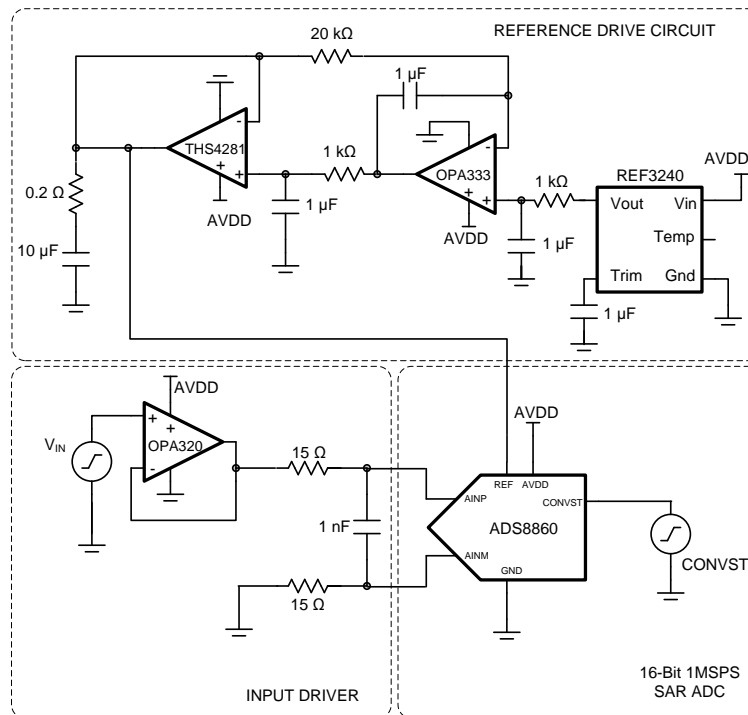 REFERENCE DRIVE CIRCUIT
20 kΩ
1 µF
-
THS4281
+
+
AVDD
1 kΩ
1 µF
-
OPA333
+
+
AVDD
1 kΩ
1 µF
REF3240
AVDD
Vout
Vin
Temp
Trim
Gnd
1 µF
0.2 Ω
10 µF
AVDD
VIN
+
+
OPA320
-
15 Ω
1 nF
15 Ω
INPUT DRIVER
AVDD
REF
AVDD
AINP
CONVST
ADS8860
AINM
GND
CONVST
16-Bit 1MSPS
SAR ADC